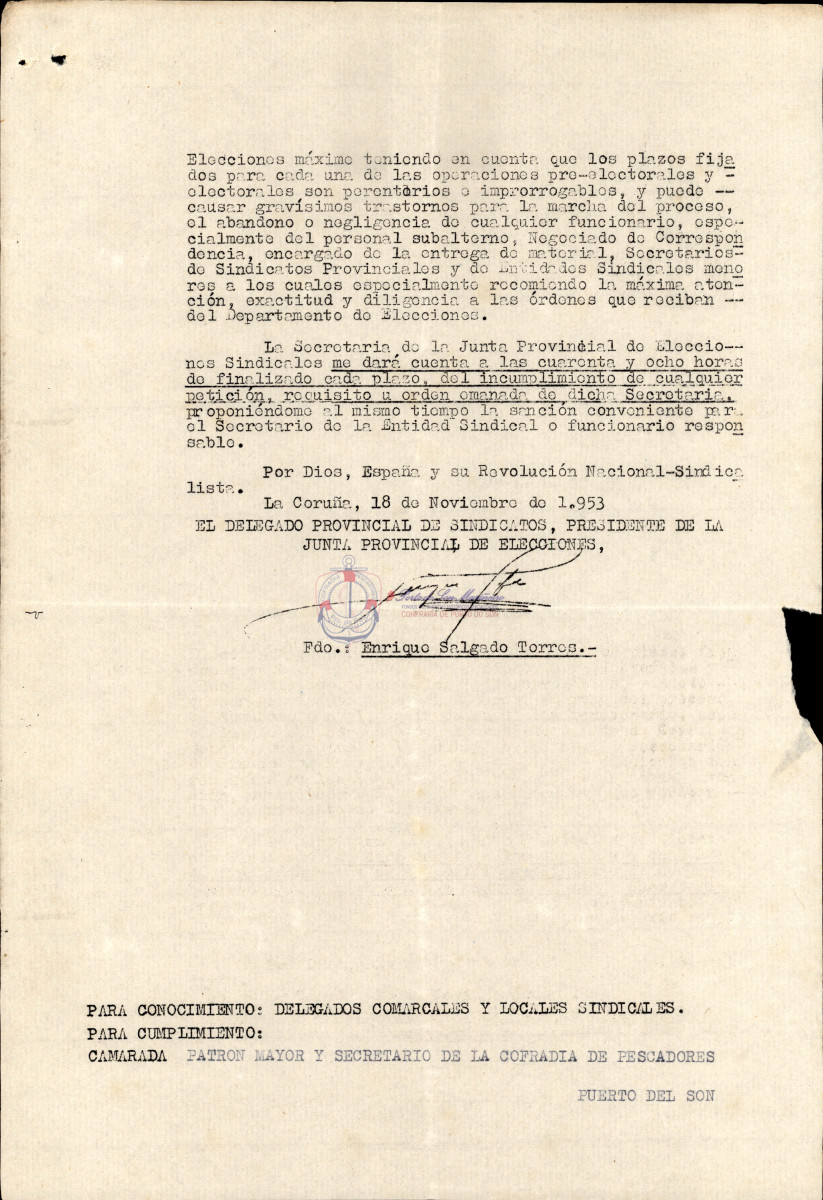 Elecciones máxime teniendo en cuenta que los plazos fija
dos para cada una de las operaciones pre-electorales y -
electorales son perentorios e improrrogables, y puede --
causar gravísimos trastornos para la marcha del proceso,
el abandono o negligencia de cualquier funcionario, espe-
cialmente del personal subalterno, Negociado de Correspon
dencia, encargado de la entrega de material, Secretarios-
de Sindicatos Provinciales y de Entidades Sindicales meno
res a los cuales especialmente recomiendo la máxima aten-
ción, exactitud y diligencia a las órdenes que reciban --
del Departamento de Elecciones.
La Secretaria de la Junta Provincial de Eleccio--
nes Sindicales me dará cuenta a las cuarenta y ocho horas
de finalizado cada plazo, del incumplimiento de cualquier
petición, requisito u orden emanada de dicha Secretaria,
proponiéndome al mismo tiempo la sanción conveniente para
el Secretario de la Entidad Sindical o funcionario respon
sable.
Por Dios, España y su Revolución Nacional-Sindica
lista.
La Coruña, 18 de Noviembre de 1.953
EL DELEGADO PROVINCIAL DE SINDICATOS, PRESIDENTE DE LA
JUNTA PROVINCIAL DE ELECCIONES,
CONFRARÍA DE PORTO DO SON
Fdo.: Enrique Salgado Torres.-
PARA CONOCIMIENTO: DELEGADOS COMARCALES Y LOCALES SINDICALES.
PARA CUMPLIMIENTO:
CAMARADA PATRON MAYOR Y SECRETARIO DE LA COFRADIA DE PESCADORES
PUERTO DEL SON